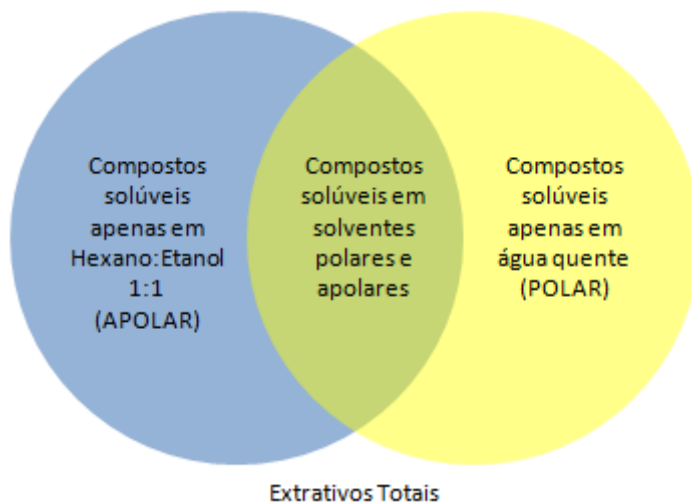 Compostos
solúveis
apenas em
Hexano:Etanol
1:1
(APOLAR)
Compostos
solúveis em
solventes
polares e
apolares
Compostos
solúveis
apenas em
água quente
(POLAR)
Extrativos Totais